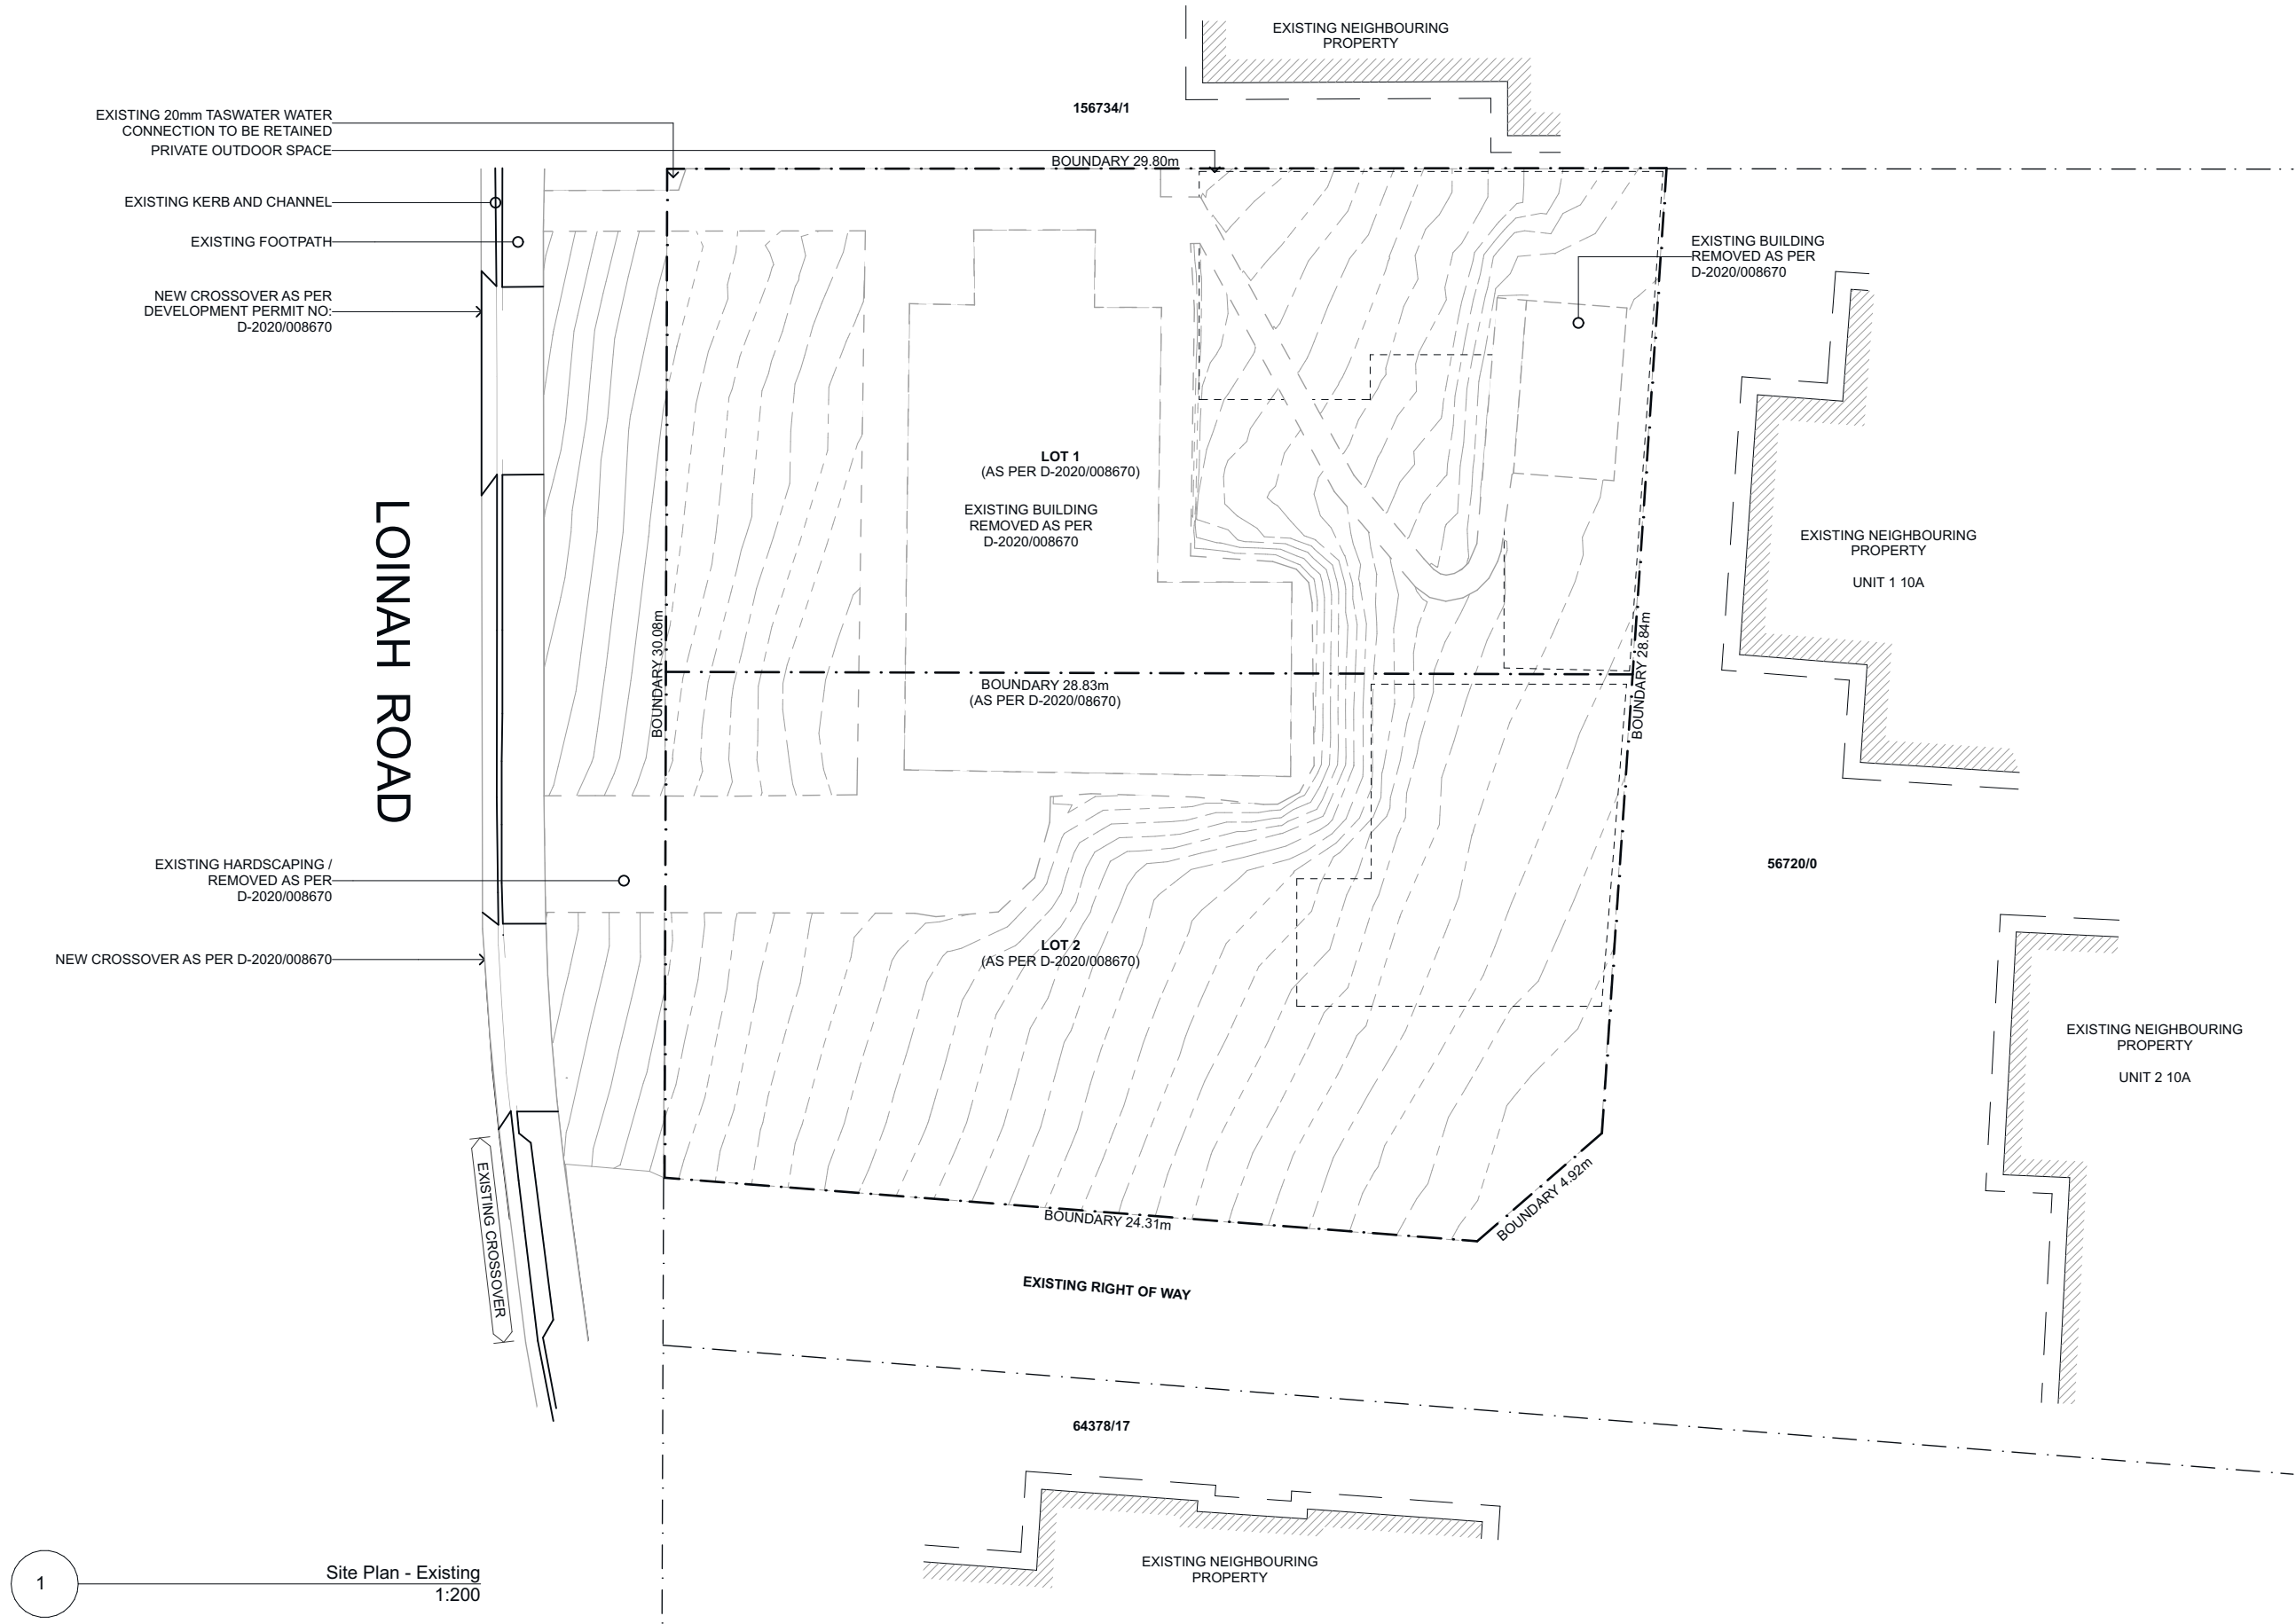 EXISTING NEIGHBOURING
PROPERTY
156734/1
EXISTING 20mm TASWATER WATER
CONNECTION TO BE RETAINED
PRIVATE OUTDOOR SPACE
BOUNDARY 29.80m
EXISTING KERB AND CHANNEL
EXISTING FOOTPATH
EXISTING BUILDING
REMOVED AS PER
D-2020/008670
NEW CROSSOVER AS PER
DEVELOPMENT PERMIT NO:
D-2020/008670
LOT 1
(AS PER D-2020/008670)
EXISTING BUILDING
REMOVED AS PER
D-2020/008670
EXISTING NEIGHBOURING
PROPERTY
UNIT 1 10A
LOINAH ROAD
BOUNDARY 30.08m
BOUNDARY 28.84m
BOUNDARY 28.83m
(AS PER D-2020/08670)
EXISTING HARDSCAPING /
REMOVED AS PER
D-2020/008670
56720/0
LOT 2
(AS PER D-2020/008670)
NEW CROSSOVER AS PER D-2020/008670
EXISTING NEIGHBOURING
PROPERTY
UNIT 2 10A
EXISTING CROSSOVER
BOUNDARY 4.92m
BOUNDARY 24.31m
EXISTING RIGHT OF WAY
64378/17
EXISTING NEIGHBOURING
PROPERTY
1
Site Plan - Existing
1:200